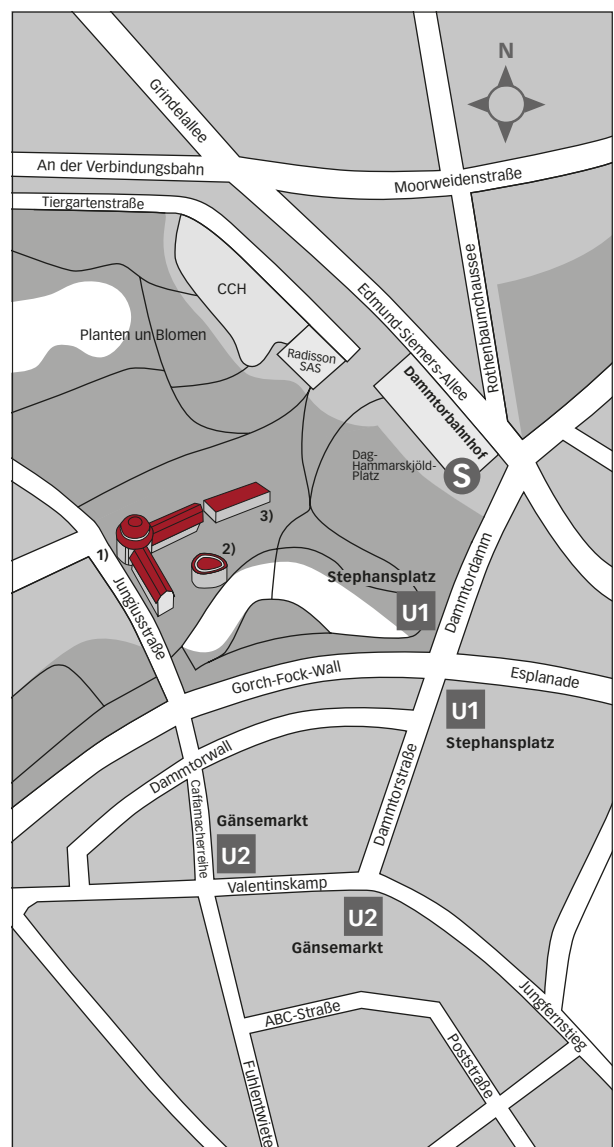 N
Grindelallee
An der Verbindungsbahn
Moorweidenstraße
Tiergartenstraße
CCH
Edmund-Siemers-Allee
Rothenbaumchaussee
Planten un Blomen
Radisson
SAS
Dammtorbahnhof
Dag-
Hammarskjöld-
Platz
S
3)
1)
2)
Jungiusstraße
Stephansplatz
U1
Dammtordamm
Gorch-Fock-Wall
Esplanade
U1
Stephansplatz
Dammtorwall
Caffamacherreihe
Dammtorstraße
Gänsemarkt
U2
Valentinskamp
U2
Gänsemarkt
Jungfernstieg
ABC-Straße
Poststraße
Fuhlentwiete